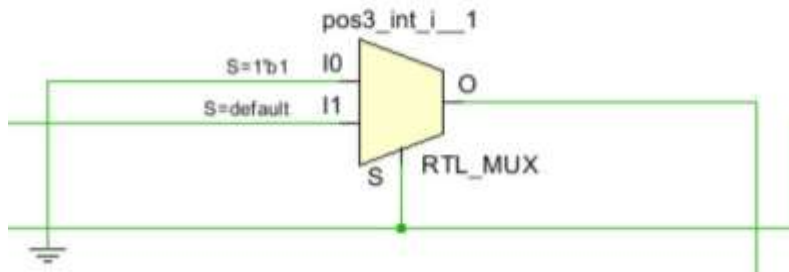 pos3_int_i__1
S=1'b1 I0
O
S=default I1
S
RTL_MUX